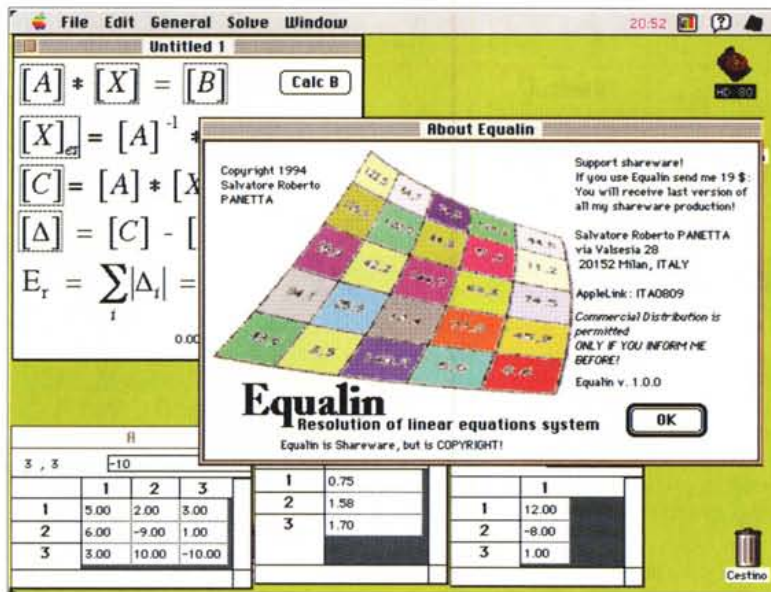 File Edit General Solve Window 20:52
HD 80
Untitled 1
[A] * [X] = [B]
Calc B
[X]es = [A]-1 *
[C] = [A] * [X
[Δ] = [C] - [
Er = ∑i|Δi| =
0.00
About Equalin
Copyright 1994
Salvatore Roberto
PANETTA
Support shareware!
If you use Equalin send me 19 $:
You will receive last version of
all my shareware production!
Salvatore Roberto PANETTA
via Valsesia 28
20152 Milan, ITALY
AppleLink: ITA0809
Commercial Distribution is
permitted
ONLY IF YOU INFORM ME
BEFORE!
Equalin v. 1.0.0
Equalin
Resolution of linear equations system
Equalin is Shareware, but is COPYRIGHT!
OK
A
3 , 3 -10
1 2 3
1 5.00 2.00 3.00
2 6.00 -9.00 1.00
3 3.00 10.00 -10.00
1 0.75
2 1.58
3 1.70
1
1 12.00
2 -8.00
3 1.00
Cestino